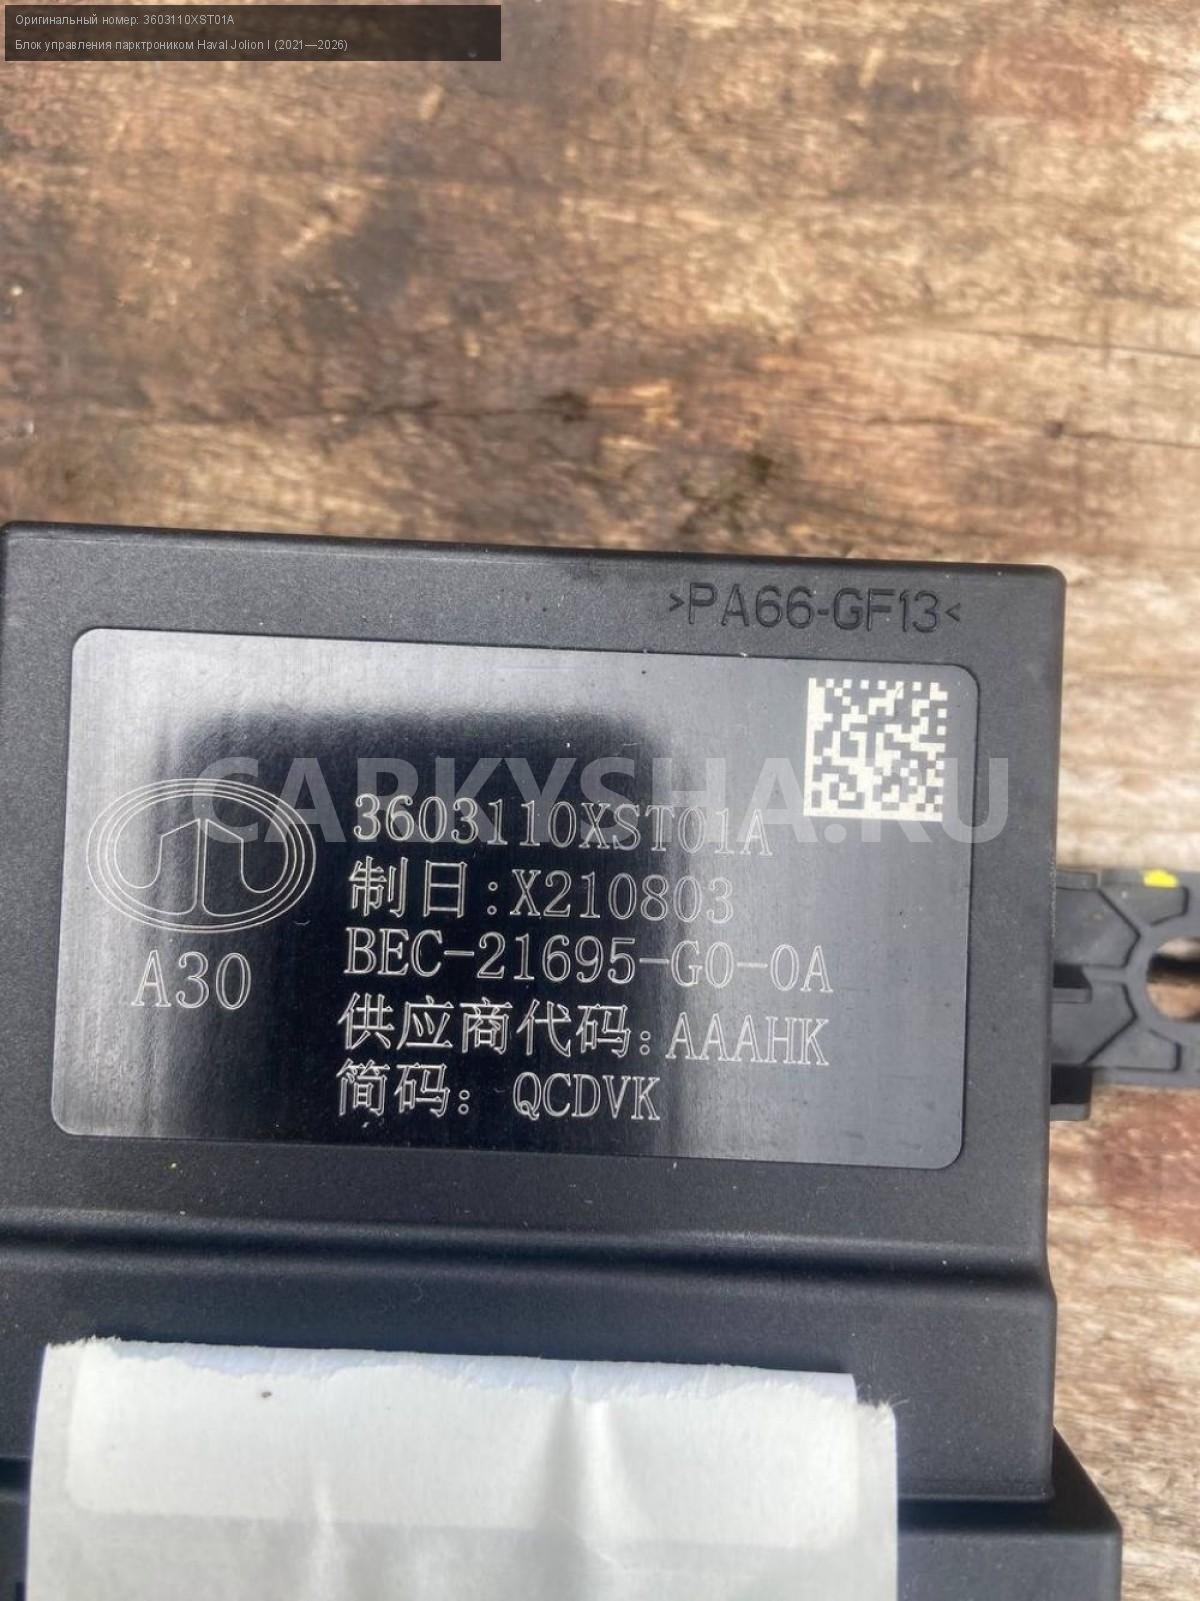 Оригинальный номер: 3603110XST01A
Блок управления парктроником Haval Jolion I (2021—2026)
>PA66-GF13<
CARKYSHA.RU
3603110XST01A
制日:X210803
BEC-21695-G0-0A
A30
供应商代码:AAAHK
简码: QCDVK